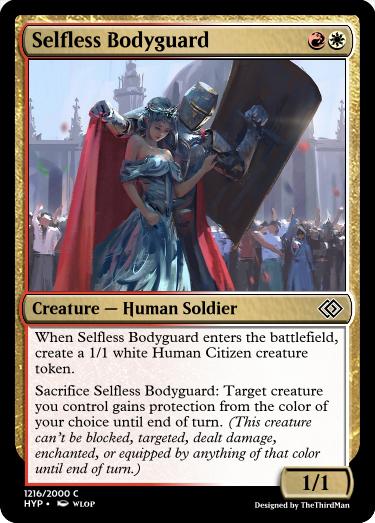 Selfless Bodyguard
Creature — Human Soldier
When Selfless Bodyguard enters the battlefield,
create a 1/1 white Human Citizen creature
token.
Sacrifice Selfless Bodyguard: Target creature
you control gains protection from the color of
your choice until end of turn. (This creature
can't be blocked, targeted, dealt damage,
enchanted, or equipped by anything of that color
until end of turn.)
1/1
1216/2000 C
HYP • WLOP
Designed by TheThirdMan